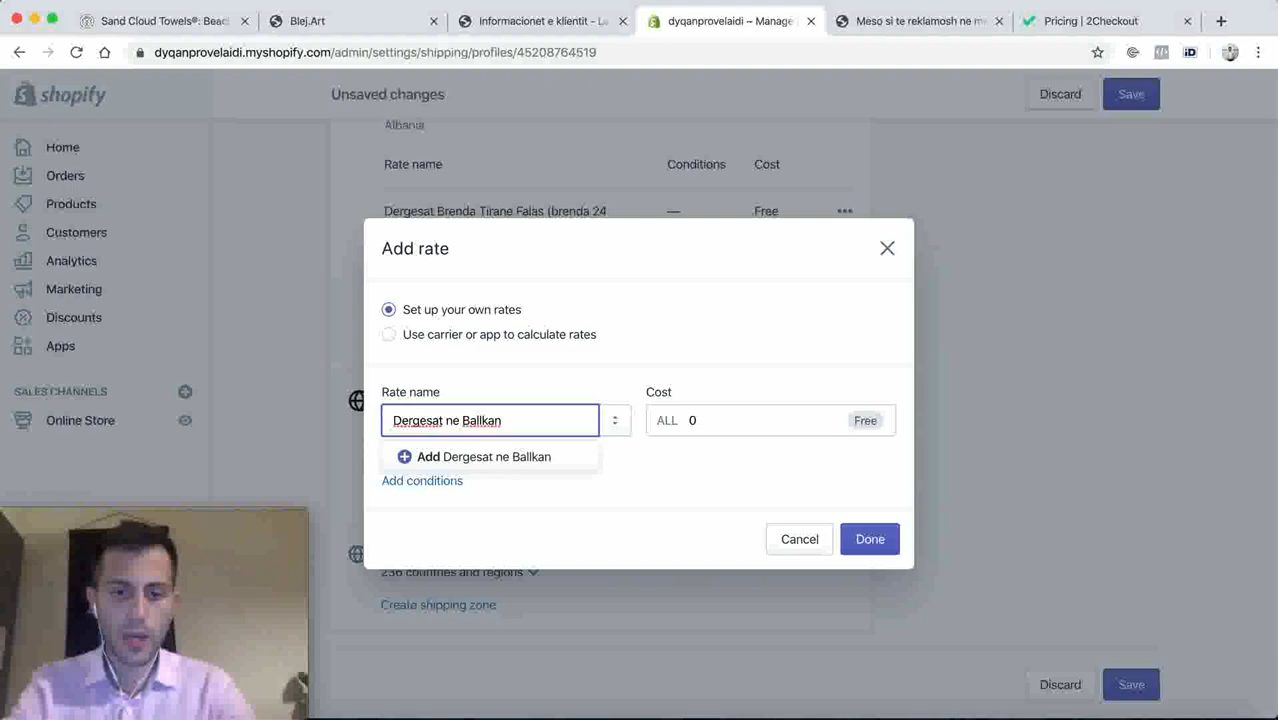 Sand Cloud Towels®: Beac
Blej.Art
Informacionet e klientit - La
dyqanprovelaidi ~ Manage
Meso si te reklamosh ne m
Pricing | 2Checkout
dyqanprovelaidi.myshopify.com/admin/settings/shipping/profiles/45208764519
shopify
Unsaved changes
Discard
Save
Home
Orders
Products
Customers
Analytics
Marketing
Discounts
Apps
SALES CHANNELS
Online Store
Albania
Rate name
Conditions
Cost
Dergesat Brenda Tirane Falas (brenda 24
—
Free
Add rate
Set up your own rates
Use carrier or app to calculate rates
Rate name
Cost
Dergesat ne Ballkan
ALL 0
Free
Add Dergesat ne Ballkan
Add conditions
Cancel
Done
236 countries and regions
Create shipping zone
Discard
Save